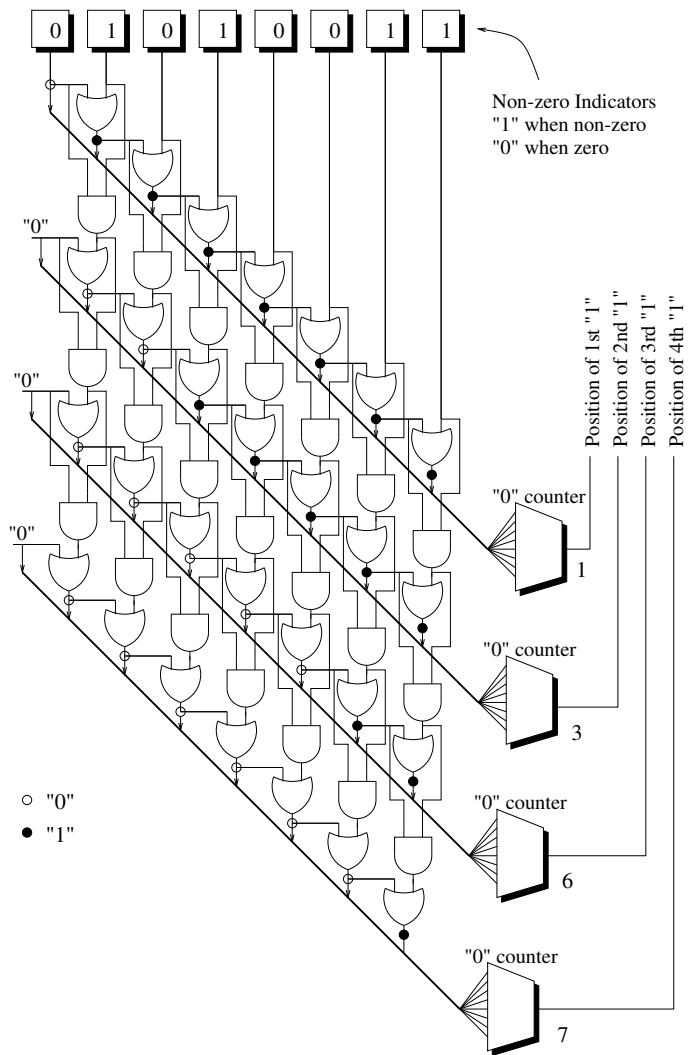 0 1 0 1 0 0 1 1
Non-zero Indicators
"1" when non-zero
"0" when zero
"0"
"0"
"0"
Position of 1st "1"
Position of 2nd "1"
Position of 3rd "1"
Position of 4th "1"
"0" counter
1
"0" counter
3
"0" counter
6
"0" counter
7
"0"
"1"